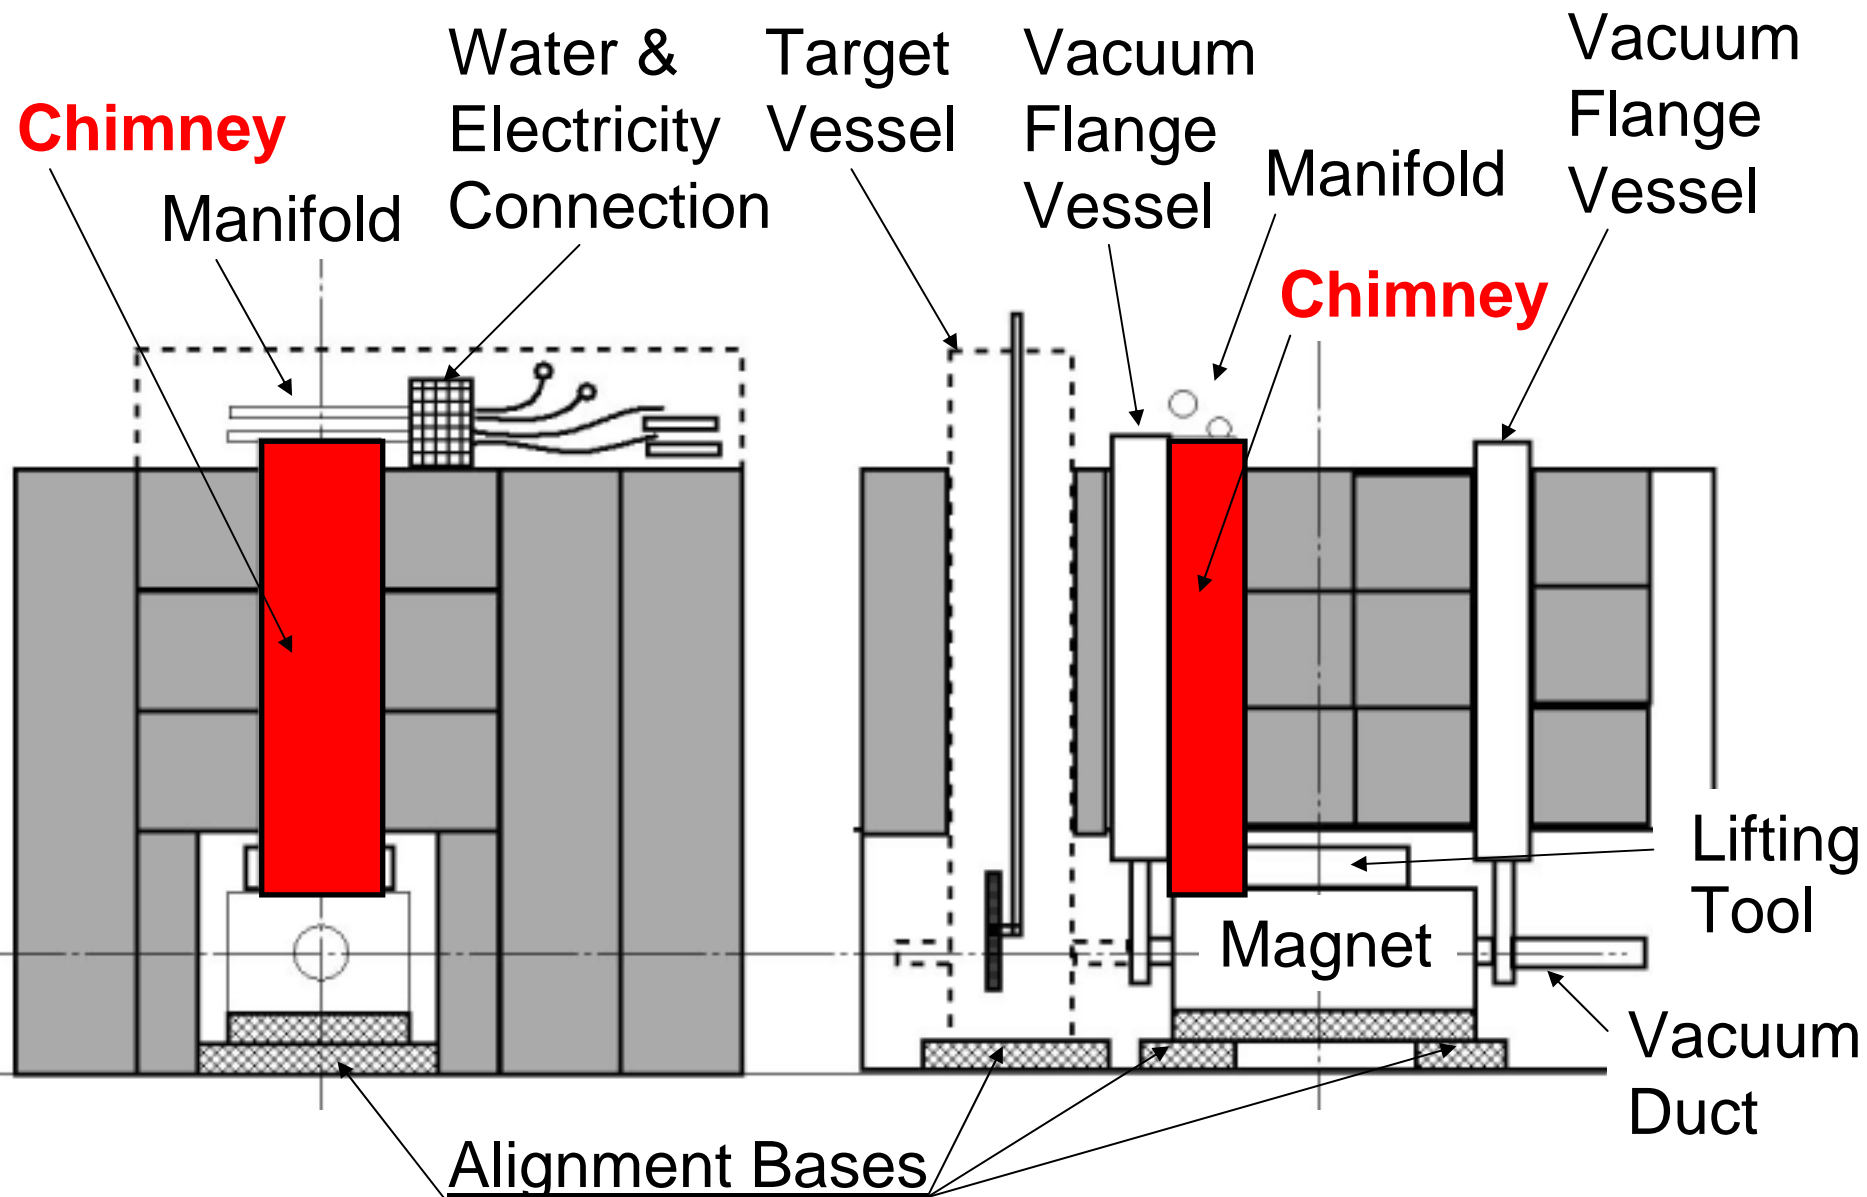 Chimney
Manifold
Water &
Electricity
Connection
Target
Vessel
Vacuum
Flange
Vessel
Manifold
Chimney
Vacuum
Flange
Vessel
Lifting
Tool
Magnet
Vacuum
Duct
Alignment Bases